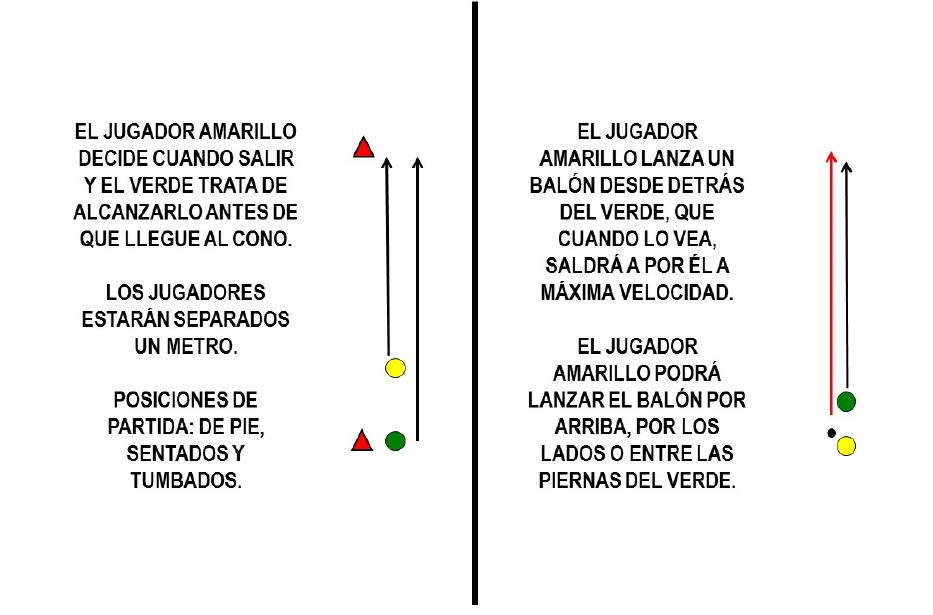 EL JUGADOR AMARILLO
DECIDE CUANDO SALIR
Y EL VERDE TRATA DE
ALCANZARLO ANTES DE
QUE LLEGUE AL CONO.
LOS JUGADORES
ESTARÁN SEPARADOS
UN METRO.
POSICIONES DE
PARTIDA: DE PIE,
SENTADOS Y
TUMBADOS.
EL JUGADOR
AMARILLO LANZA UN
BALÓN DESDE DETRÁS
DEL VERDE, QUE
CUANDO LO VEA,
SALDRÁ A POR ÉL A
MÁXIMA VELOCIDAD.
EL JUGADOR
AMARILLO PODRÁ
LANZAR EL BALÓN POR
ARRIBA, POR LOS
LADOS O ENTRE LAS
PIERNAS DEL VERDE.